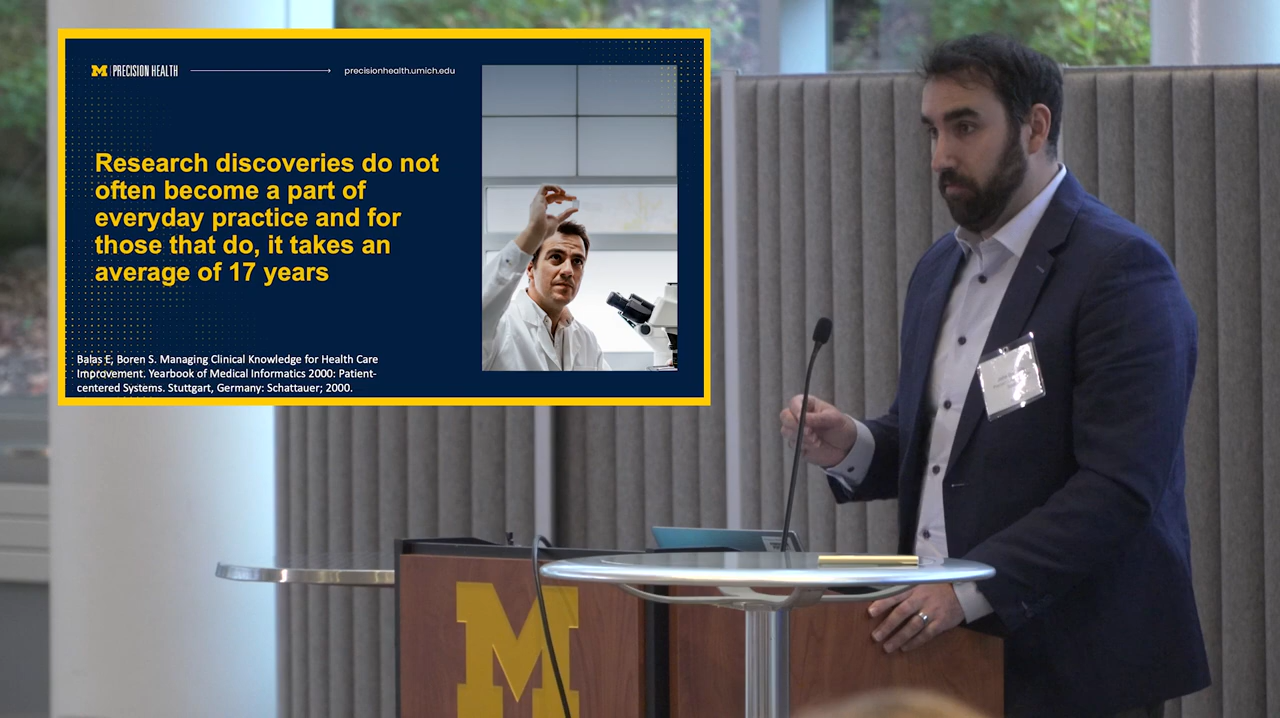 M | PRECISION HEALTH
precisionhealth.umich.edu
Research discoveries do not
often become a part of
everyday practice and for
those that do, it takes an
average of 17 years
Balas E, Boren S. Managing Clinical Knowledge for Health Care
Improvement. Yearbook of Medical Informatics 2000: Patient-
centered Systems. Stuttgart, Germany: Schattauer; 2000.
M